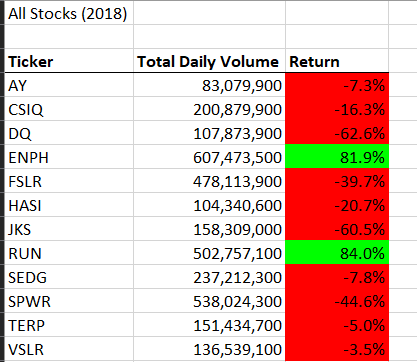 All Stocks (2018)
Ticker Total Daily Volume Return
AY 83,079,900 -7.3%
CSIQ 200,879,900 -16.3%
DQ 107,873,900 -62.6%
ENPH 607,473,500 81.9%
FSLR 478,113,900 -39.7%
HASI 104,340,600 -20.7%
JKS 158,309,000 -60.5%
RUN 502,757,100 84.0%
SEDG 237,212,300 -7.8%
SPWR 538,024,300 -44.6%
TERP 151,434,700 -5.0%
VSLR 136,539,100 -3.5%